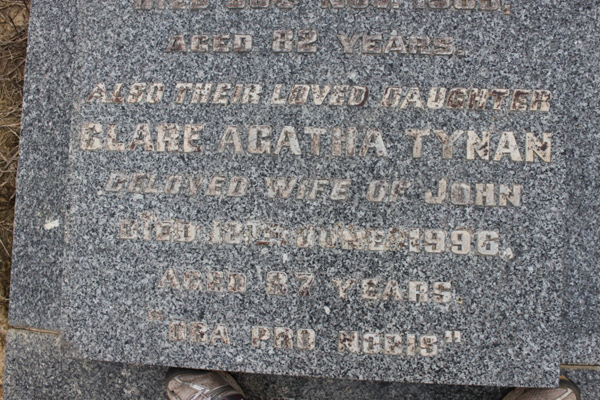 AGED 82 YEARS.
ALSO THEIR LOVED DAUGHTER
CLARE AGATHA TYNAN
BELOVED WIFE OF JOHN
DIED JUNE 1996,
AGED 87 YEARS.
"ORA PRO NOBIS"